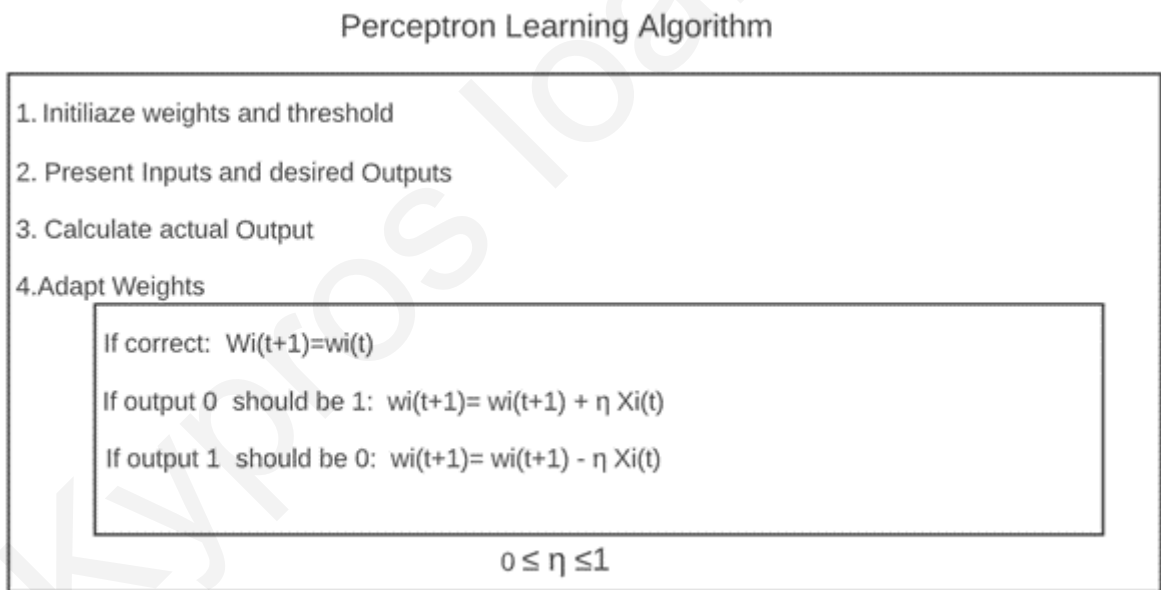 Perceptron Learning Algorithm
1. Initiliaze weights and threshold
2. Present Inputs and desired Outputs
3. Calculate actual Output
4.Adapt Weights
If correct: Wi(t+1)=wi(t)
If output 0 should be 1: wi(t+1)= wi(t+1) + η Xi(t)
If output 1 should be 0: wi(t+1)= wi(t+1) - η Xi(t)
0 ≤ η ≤1
Kypros